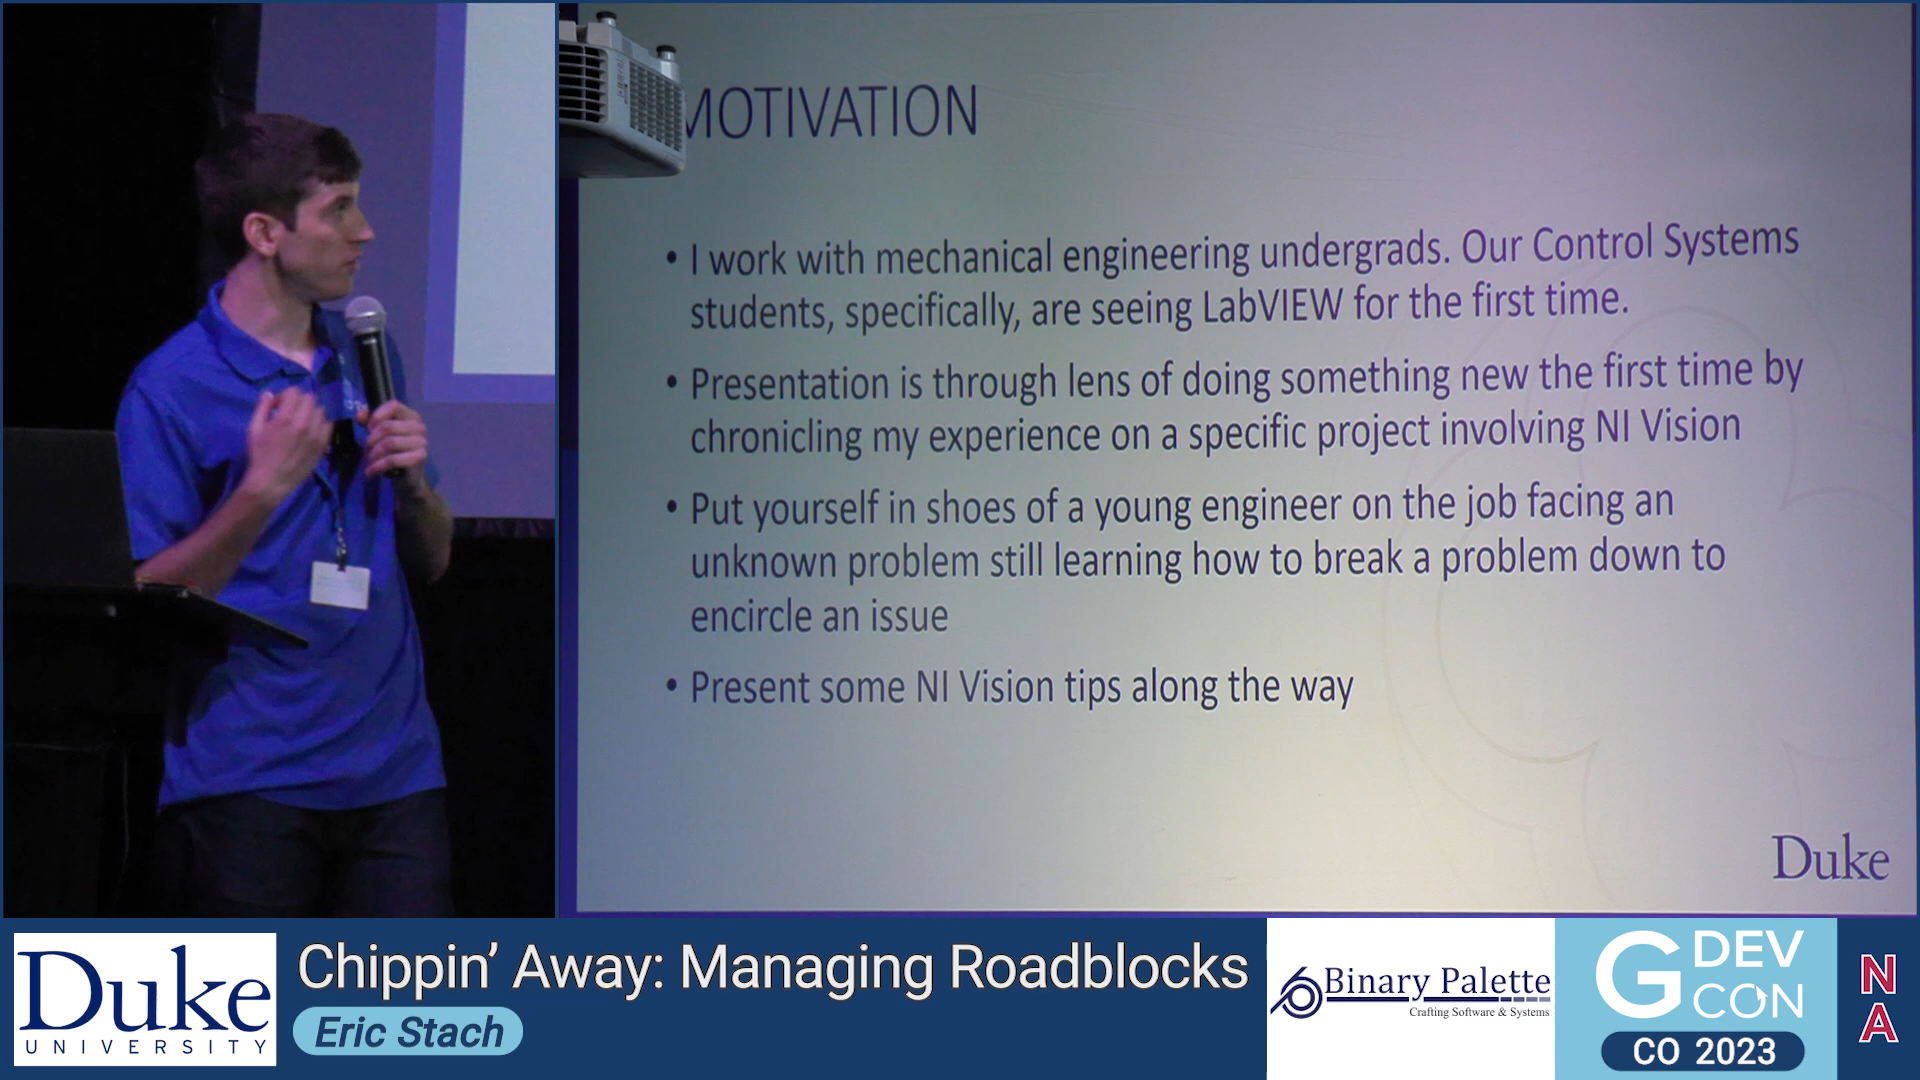 MOTIVATION
• I work with mechanical engineering undergrads. Our Control Systems
students, specifically, are seeing LabVIEW for the first time.
• Presentation is through lens of doing something new the first time by
chronicling my experience on a specific project involving NI Vision
• Put yourself in shoes of a young engineer on the job facing an
unknown problem still learning how to break a problem down to
encircle an issue
• Present some NI Vision tips along the way
Duke
Duke
UNIVERSITY
Chippin’ Away: Managing Roadblocks
Eric Stach
Binary Palette
Crafting Software & Systems
G DEV
CON
CO 2023
NA